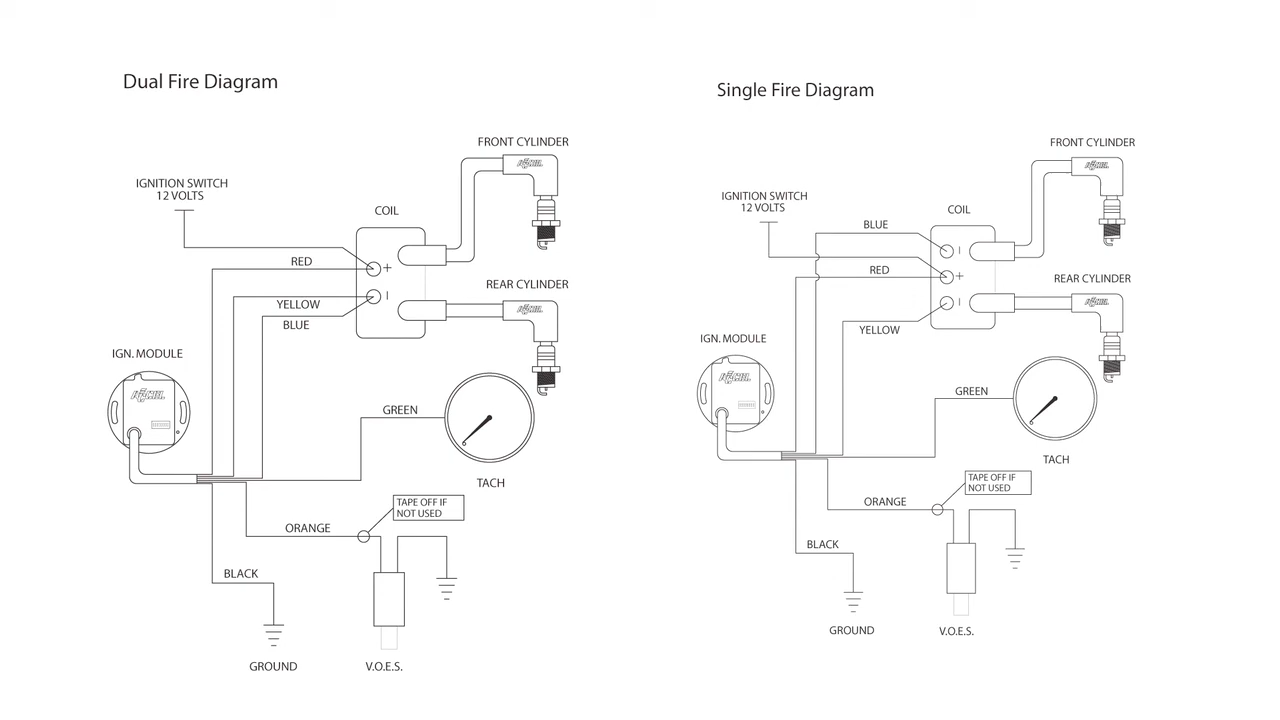 Dual Fire Diagram
FRONT CYLINDER
IGNITION SWITCH
12 VOLTS
COIL
RED
+
REAR CYLINDER
YELLOW
BLUE
IGN. MODULE
GREEN
TACH
TAPE OFF IF
NOT USED
ORANGE
BLACK
GROUND
V.O.E.S.
Single Fire Diagram
FRONT CYLINDER
IGNITION SWITCH
12 VOLTS
COIL
BLUE
RED
+
REAR CYLINDER
YELLOW
IGN. MODULE
GREEN
TACH
TAPE OFF IF
NOT USED
ORANGE
BLACK
GROUND
V.O.E.S.